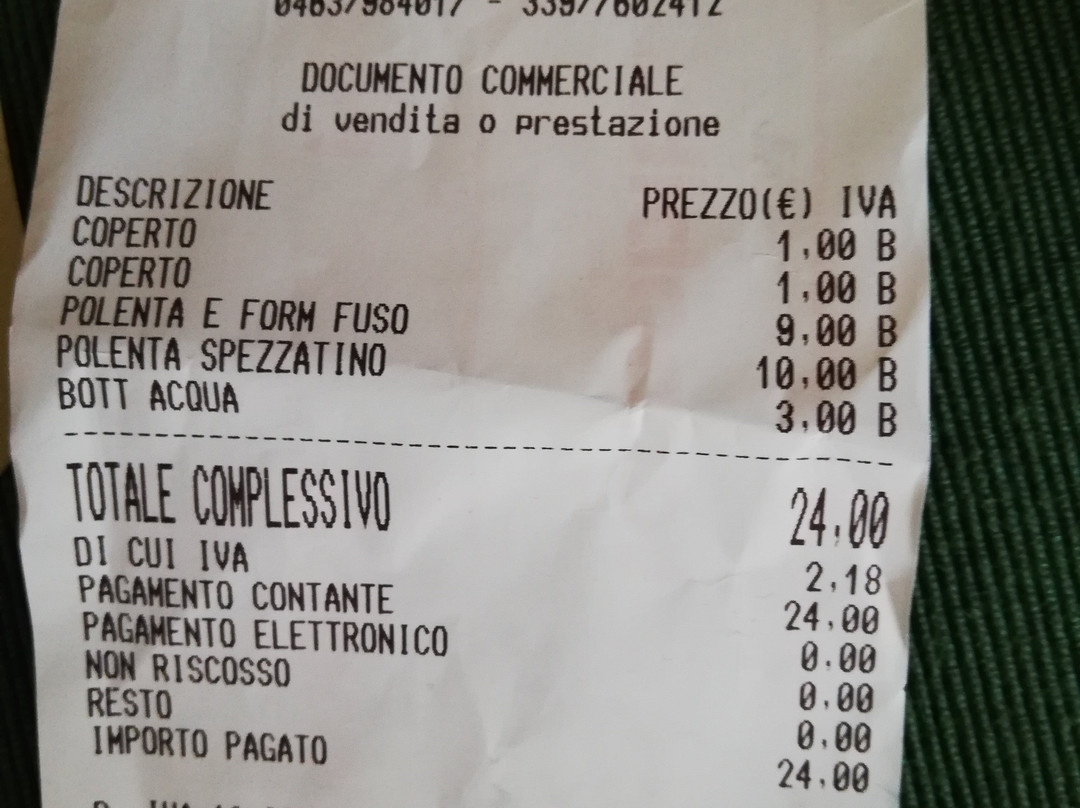 DOCUMENTO COMMERCIALE
di vendita o prestazione
DESCRIZIONE PREZZO(€) IVA
COPERTO 1,00 B
COPERTO 1,00 B
POLENTA E FORM FUSO 9,00 B
POLENTA SPEZZATINO 10,00 B
BOTT ACQUA 3,00 B
TOTALE COMPLESSIVO 24,00
DI CUI IVA 2,18
PAGAMENTO CONTANTE 24,00
PAGAMENTO ELETTRONICO 0,00
NON RISCOSSO 0,00
RESTO 0,00
IMPORTO PAGATO 24,00